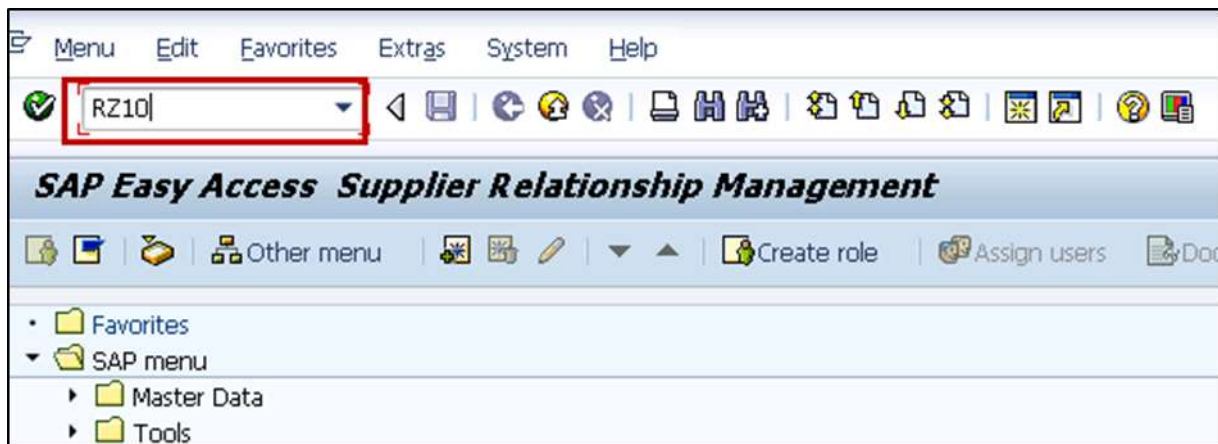 Menu Edit Favorites Extras System Help
RZ10
SAP Easy Access Supplier Relationship Management
Other menu Create role Assign users Doc
Favorites
SAP menu
Master Data
Tools